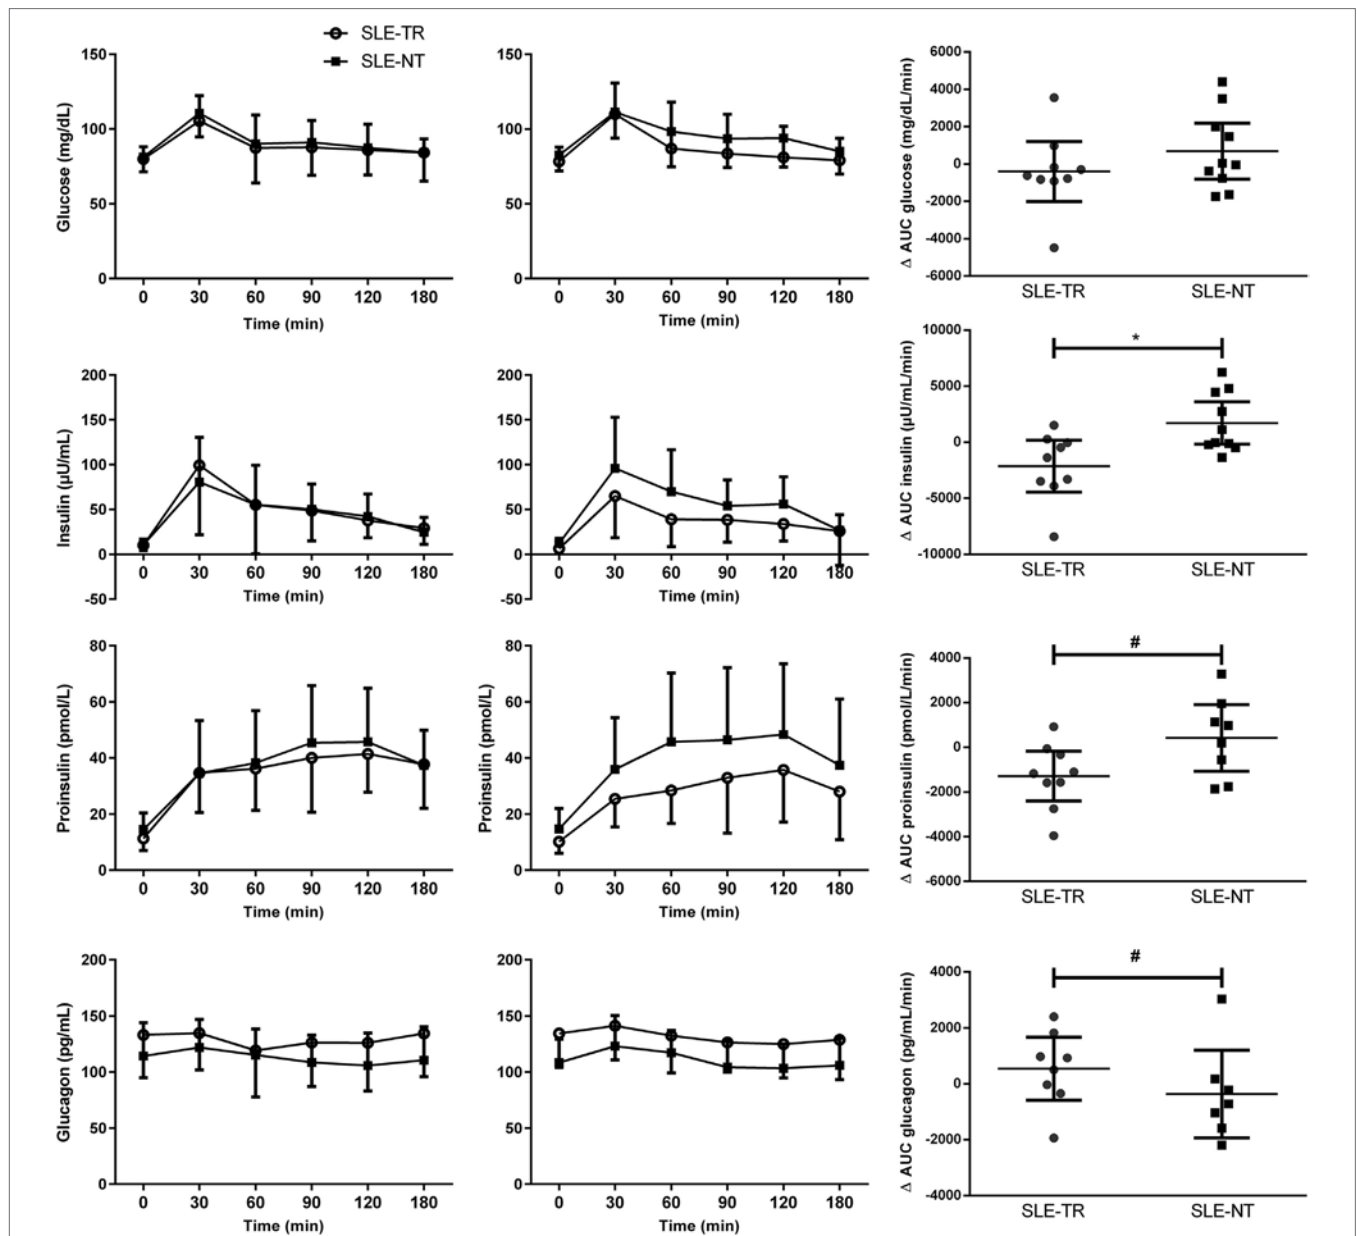 SLE-TR
SLE-NT
Glucose (mg/dL)
150
100
50
0
0 30 60 90 120 180
Time (min)
150
100
50
0
0 30 60 90 120 180
Time (min)
Δ AUC glucose (mg/dL/min)
6000
4000
2000
0
-2000
-4000
-6000
SLE-TR SLE-NT
Insulin (µU/mL)
200
150
100
50
0
-50
0 30 60 90 120 180
Time (min)
200
150
100
50
0
-50
0 30 60 90 120 180
Time (min)
Δ AUC insulin (µU/mL/min)
10000
5000
0
-5000
-10000
*
SLE-TR SLE-NT
Proinsulin (pmol/L)
80
60
40
20
0
0 30 60 90 120 180
Time (min)
Proinsulin (pmol/L)
80
60
40
20
0
0 30 60 90 120 180
Time (min)
Δ AUC proinsulin (pmol/L/min)
4000
2000
0
-2000
-4000
-6000
#
SLE-TR SLE-NT
Glucagon (pg/mL)
200
150
100
50
0
0 30 60 90 120 180
Time (min)
200
150
100
50
0
0 30 60 90 120 180
Time (min)
Δ AUC glucagon (pg/mL/min)
4000
2000
0
-2000
-4000
#
SLE-TR SLE-NT